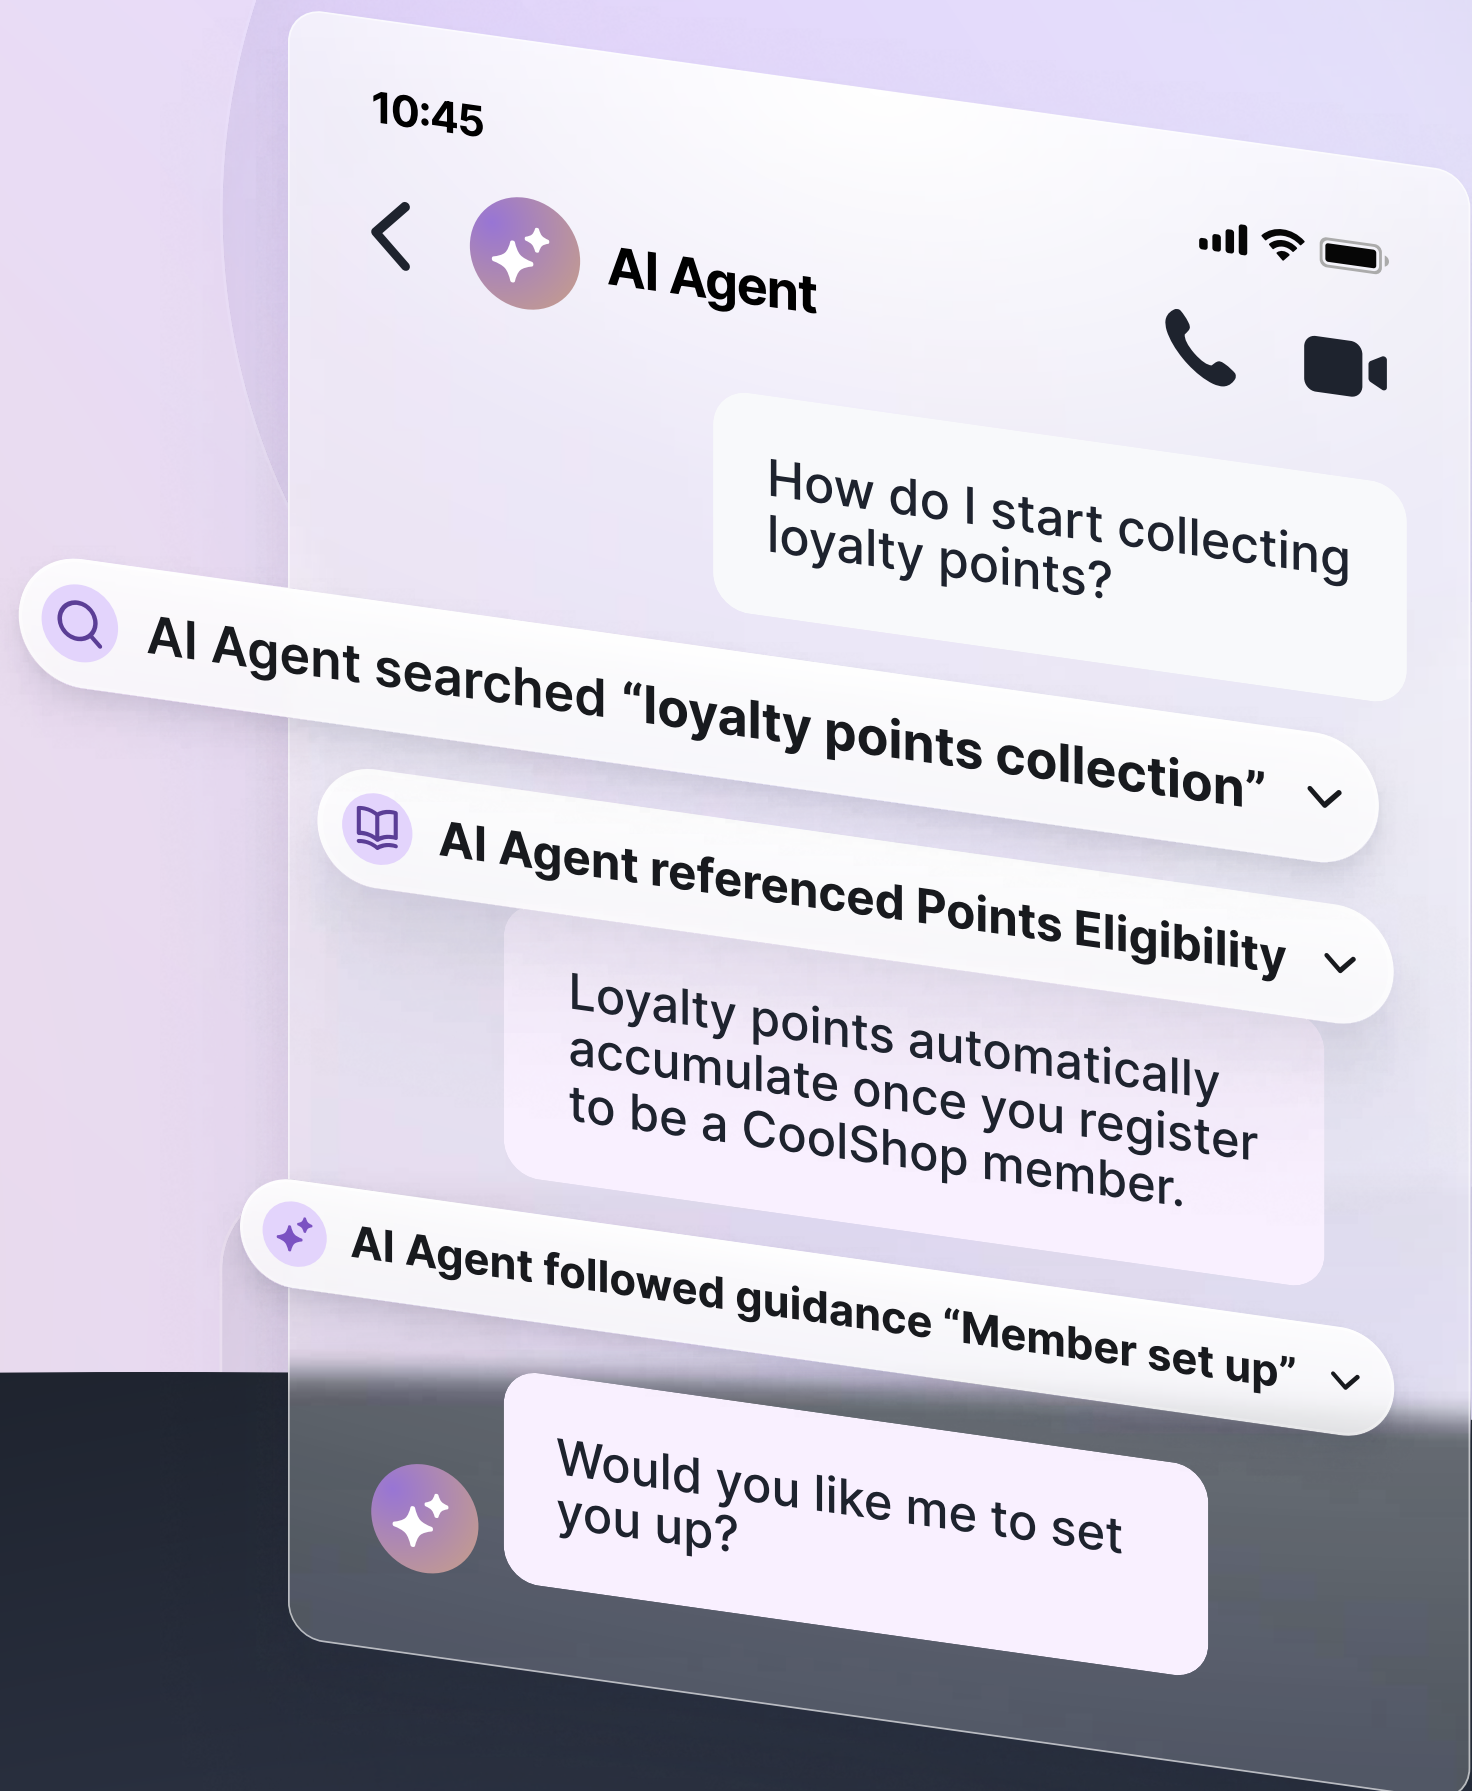 10:45
AI Agent
How do I start collecting
loyalty points?
AI Agent searched “loyalty points collection”
AI Agent referenced Points Eligibility
Loyalty points automatically
accumulate once you register
to be a CoolShop member.
AI Agent followed guidance “Member set up”
Would you like me to set
you up?